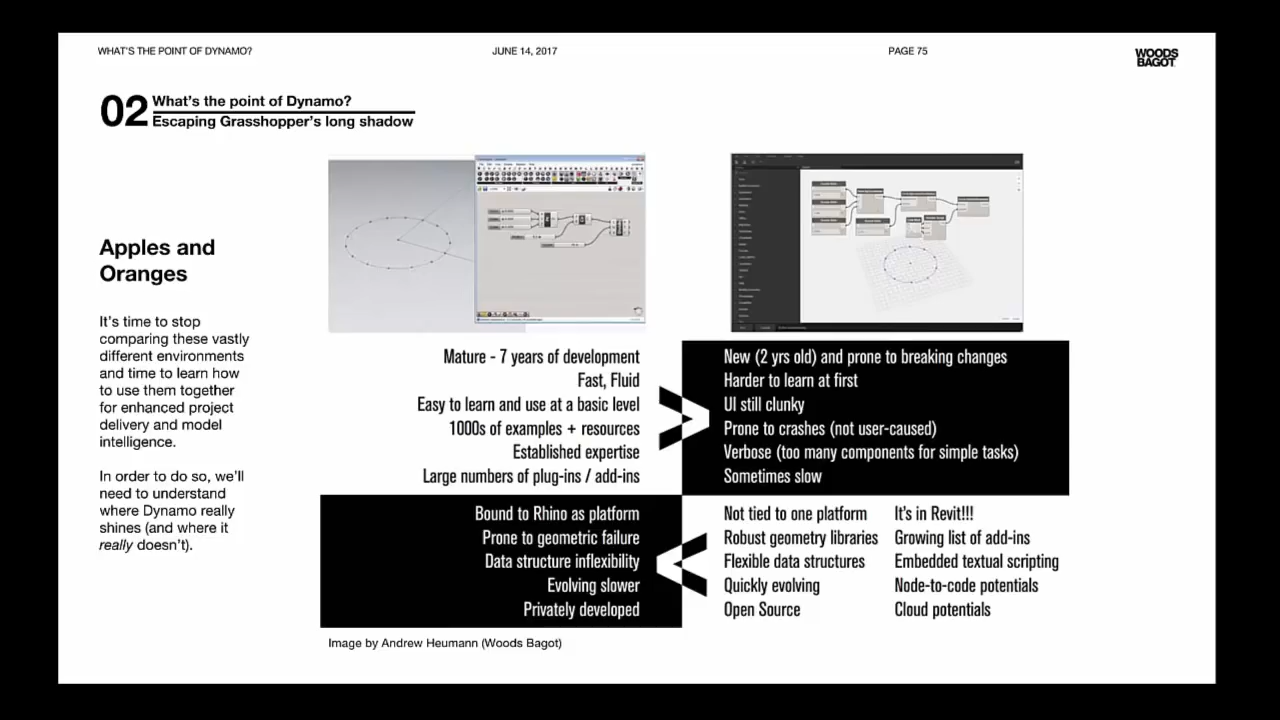 WHAT'S THE POINT OF DYNAMO?
JUNE 14, 2017
PAGE 75
WOODS
BAGOT
02
What's the point of Dynamo?
Escaping Grasshopper's long shadow
Apples and
Oranges
It's time to stop
comparing these vastly
different environments
and time to learn how
to use them together
for enhanced project
delivery and model
intelligence.
In order to do so, we'll
need to understand
where Dynamo really
shines (and where it
really doesn't).
Mature - 7 years of development
Fast, Fluid
Easy to learn and use at a basic level
1000s of examples + resources
Established expertise
Large numbers of plug-ins / add-ins
>
New (2 yrs old) and prone to breaking changes
Harder to learn at first
UI still clunky
Prone to crashes (not user-caused)
Verbose (too many components for simple tasks)
Sometimes slow
Bound to Rhino as platform
Prone to geometric failure
Data structure inflexibility
Evolving slower
Privately developed
<
Not tied to one platform
Robust geometry libraries
Flexible data structures
Quickly evolving
Open Source
It's in Revit!!!
Growing list of add-ins
Embedded textual scripting
Node-to-code potentials
Cloud potentials
Image by Andrew Heumann (Woods Bagot)